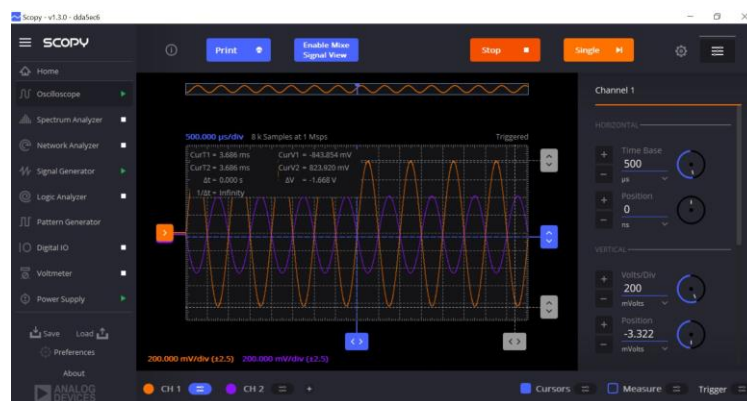 Scopy - v1.3.0 - dda5ec6
SCOPY
Print
Enable Mixe
Signal View
Stop
Single
Home
Oscilloscope
Spectrum Analyzer
Network Analyzer
Signal Generator
Logic Analyzer
Pattern Generator
Digital IO
Voltmeter
Power Supply
Save Load
Preferences
About
ANALOG
DEVICES
500.000 µs/div 8 k Samples at 1 Msps Triggered
CurT1 = 3.686 ms CurV1 = -843.854 mV
CurT2 = 3.686 ms CurV2 = 823.920 mV
Δt = 0.000 s ΔV = -1.668 V
1/Δt = Infinity
200.000 mV/div (±2.5) 200.000 mV/div (±2.5)
Channel 1
HORIZONTAL
Time Base
500
µs
Position
0
ns
VERTICAL
Volts/Div
200
mVolts
Position
-3.322
mVolts
CH 1 CH 2 + Cursors Measure Trigger